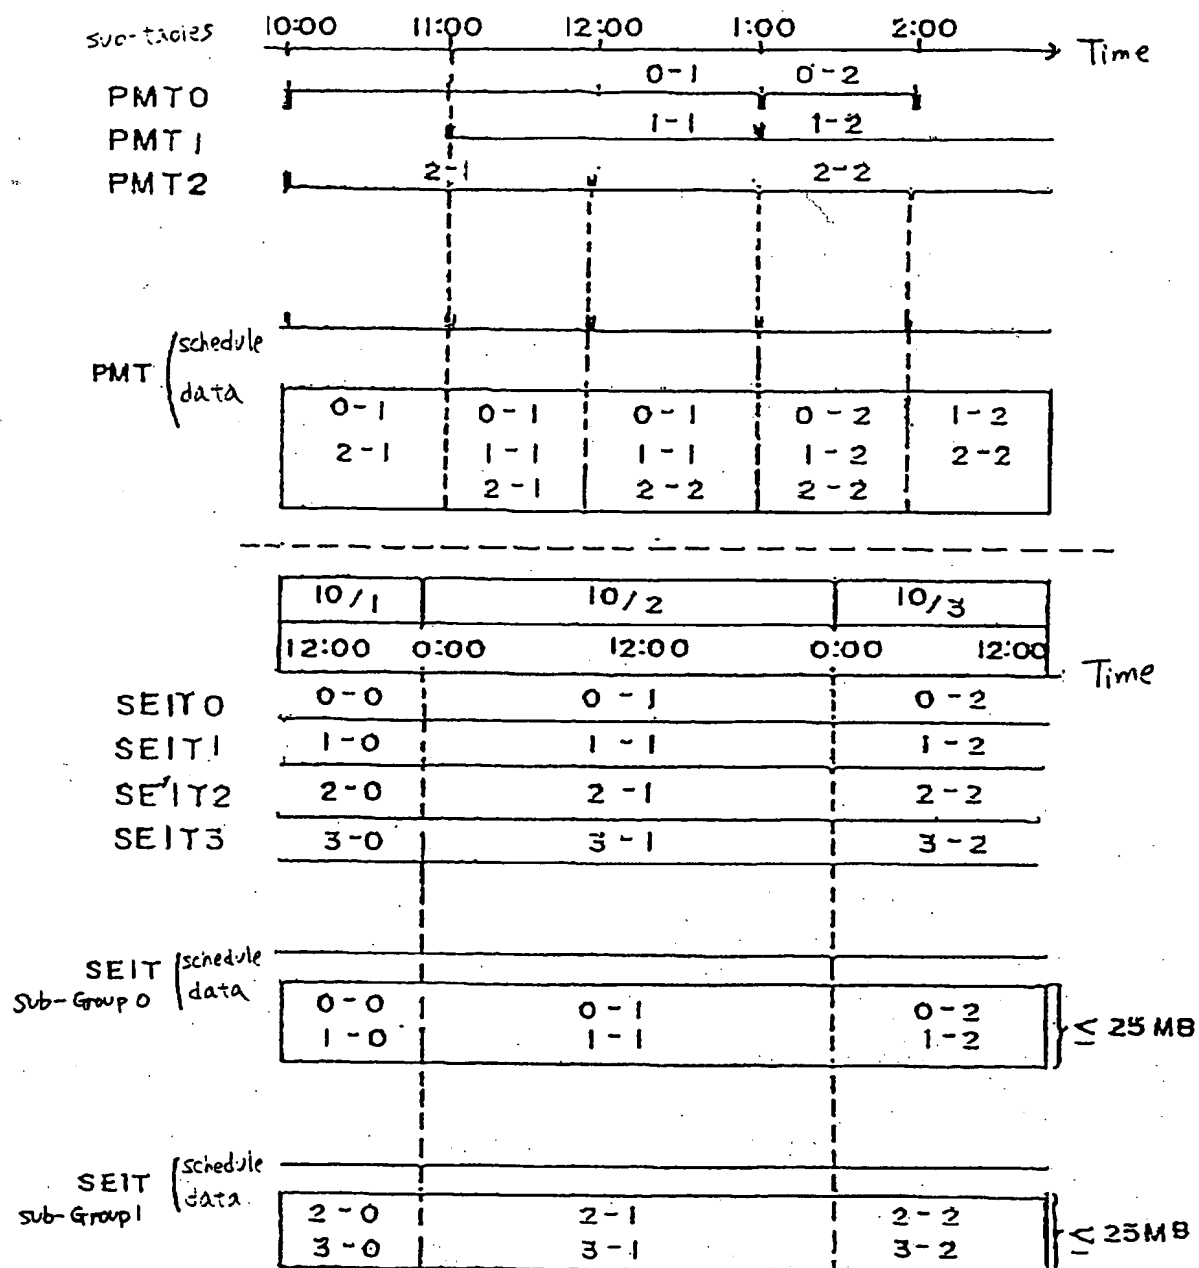 sub-tables 10:00 11:00 12:00 1:00 2:00 Time
PMT0 0-1 0-2
PMT1 1-1 1-2
PMT2 2-1 2-2
PMT schedule
data
0-1 0-1 0-1 0-2 1-2
2-1 1-1 1-1 1-2 2-2
2-1 2-2 2-2
10/1 10/2 10/3
12:00 0:00 12:00 0:00 12:00 Time
SEIT0 0-0 0-1 0-2
SEIT1 1-0 1-1 1-2
SEIT2 2-0 2-1 2-2
SEIT3 3-0 3-1 3-2
SEIT schedule
Sub-Group 0 data
0-0 0-1 0-2
1-0 1-1 1-2
≤ 25 MB
SEIT schedule
sub-Group 1 data
2-0 2-1 2-2
3-0 3-1 3-2
≤ 25MB